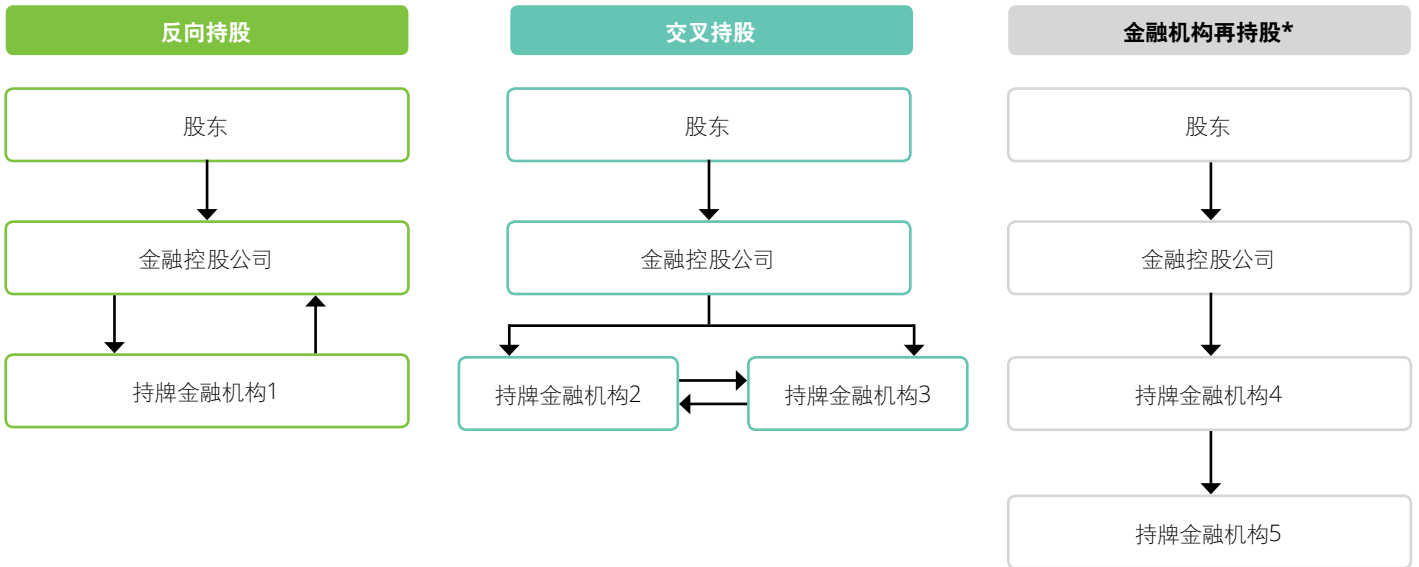 反向持股
交叉持股
金融机构再持股*
股东
股东
股东
金融控股公司
金融控股公司
金融控股公司
持牌金融机构1
持牌金融机构2
持牌金融机构3
持牌金融机构4
持牌金融机构5